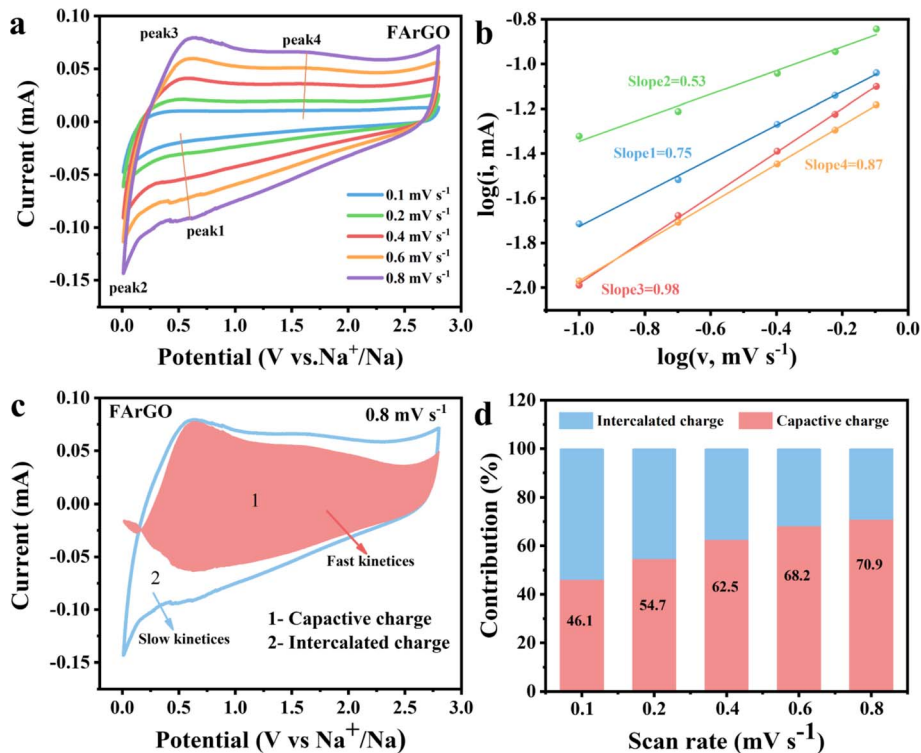 a
peak3
peak4
FArGO
Current (mA)
0.10
0.05
0.00
-0.05
-0.10
-0.15
peak1
peak2
0.1 mV s⁻¹
0.2 mV s⁻¹
0.4 mV s⁻¹
0.6 mV s⁻¹
0.8 mV s⁻¹
0.0 0.5 1.0 1.5 2.0 2.5 3.0
Potential (V vs.Na⁺/Na)
b
log(i, mA)
-0.8
-1.0
-1.2
-1.4
-1.6
-1.8
-2.0
Slope2=0.53
Slope1=0.75
Slope4=0.87
Slope3=0.98
-1.0 -0.8 -0.6 -0.4 -0.2 0.0
log(v, mV s⁻¹)
c
FArGO
0.8 mV s⁻¹
Current (mA)
0.10
0.05
0.00
-0.05
-0.10
-0.15
1
Fast kinetices
2
Slow kinetices
1- Capactive charge
2- Intercalated charge
0.0 0.5 1.0 1.5 2.0 2.5 3.0
Potential (V vs Na⁺/Na)
d
Contribution (%)
120
100
80
60
40
20
0
Intercalated charge
Capactive charge
46.1
54.7
62.5
68.2
70.9
0.1 0.2 0.4 0.6 0.8
Scan rate (mV s⁻¹)